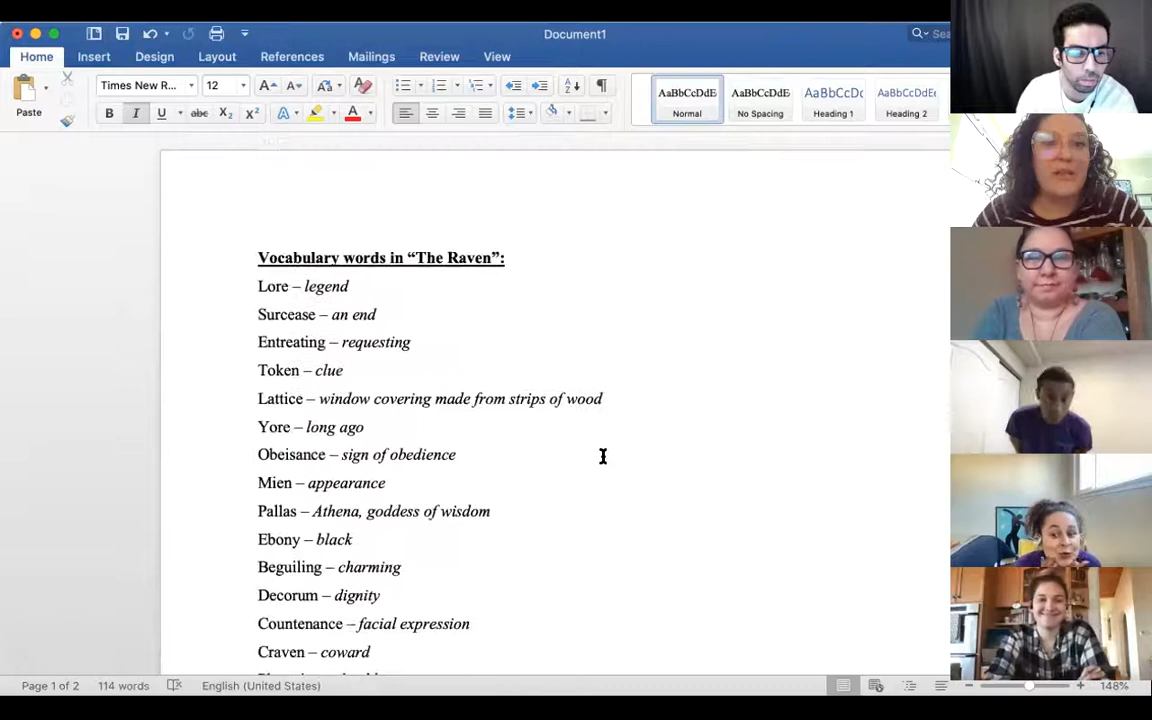 Document1
Sea
Home Insert Design Layout References Mailings Review View
Paste
Times New R... 12
AaBbCcDdE AaBbCcDdE AaBbCcDc AaBbCcDdE
Normal No Spacing Heading 1 Heading 2
Vocabulary words in “The Raven”:
Lore – legend
Surcease – an end
Entreating – requesting
Token – clue
Lattice – window covering made from strips of wood
Yore – long ago
Obeisance – sign of obedience
Mien – appearance
Pallas – Athena, goddess of wisdom
Ebony – black
Beguiling – charming
Decorum – dignity
Countenance – facial expression
Craven – coward
Page 1 of 2 114 words English (United States) 148%